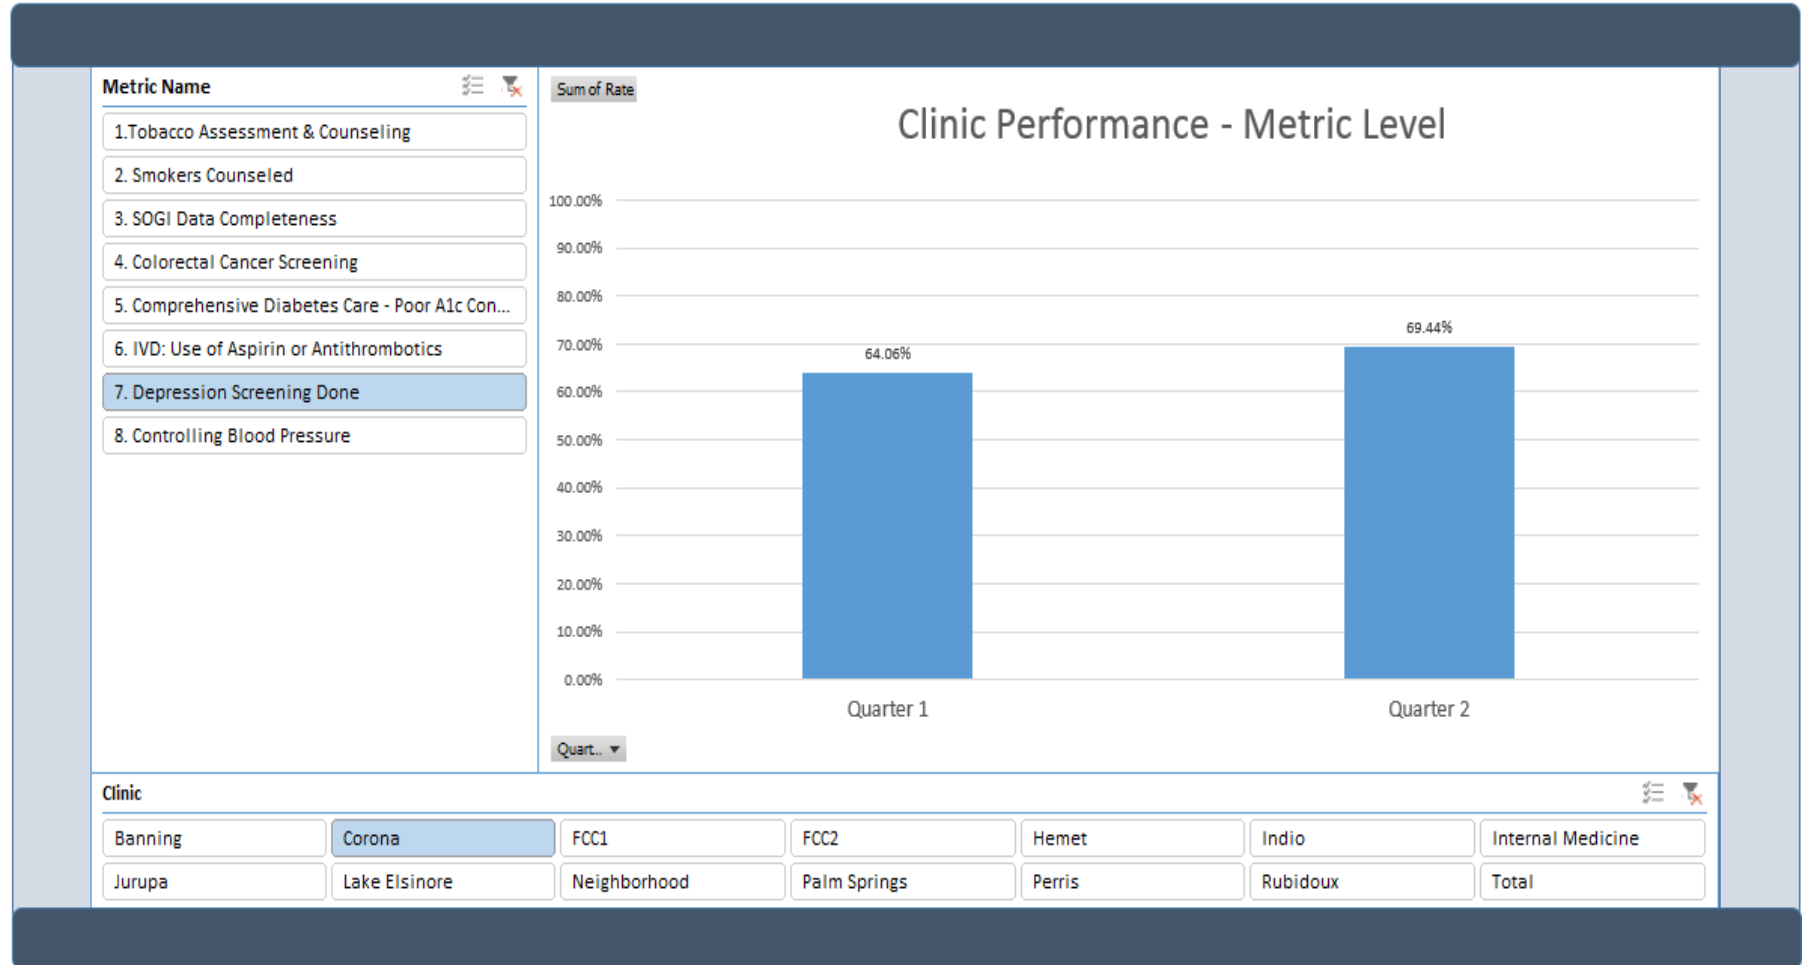 Metric Name
1.Tobacco Assessment & Counseling
2. Smokers Counseled
3. SOGI Data Completeness
4. Colorectal Cancer Screening
5. Comprehensive Diabetes Care - Poor A1c Con...
6. IVD: Use of Aspirin or Antithrombotics
7. Depression Screening Done
8. Controlling Blood Pressure
Sum of Rate
Clinic Performance - Metric Level
100.00%
90.00%
80.00%
70.00%
60.00%
50.00%
40.00%
30.00%
20.00%
10.00%
0.00%
64.06%
69.44%
Quarter 1
Quarter 2
Quart...
Clinic
Banning
Corona
FCC1
FCC2
Hemet
Indio
Internal Medicine
Jurupa
Lake Elsinore
Neighborhood
Palm Springs
Perris
Rubidoux
Total